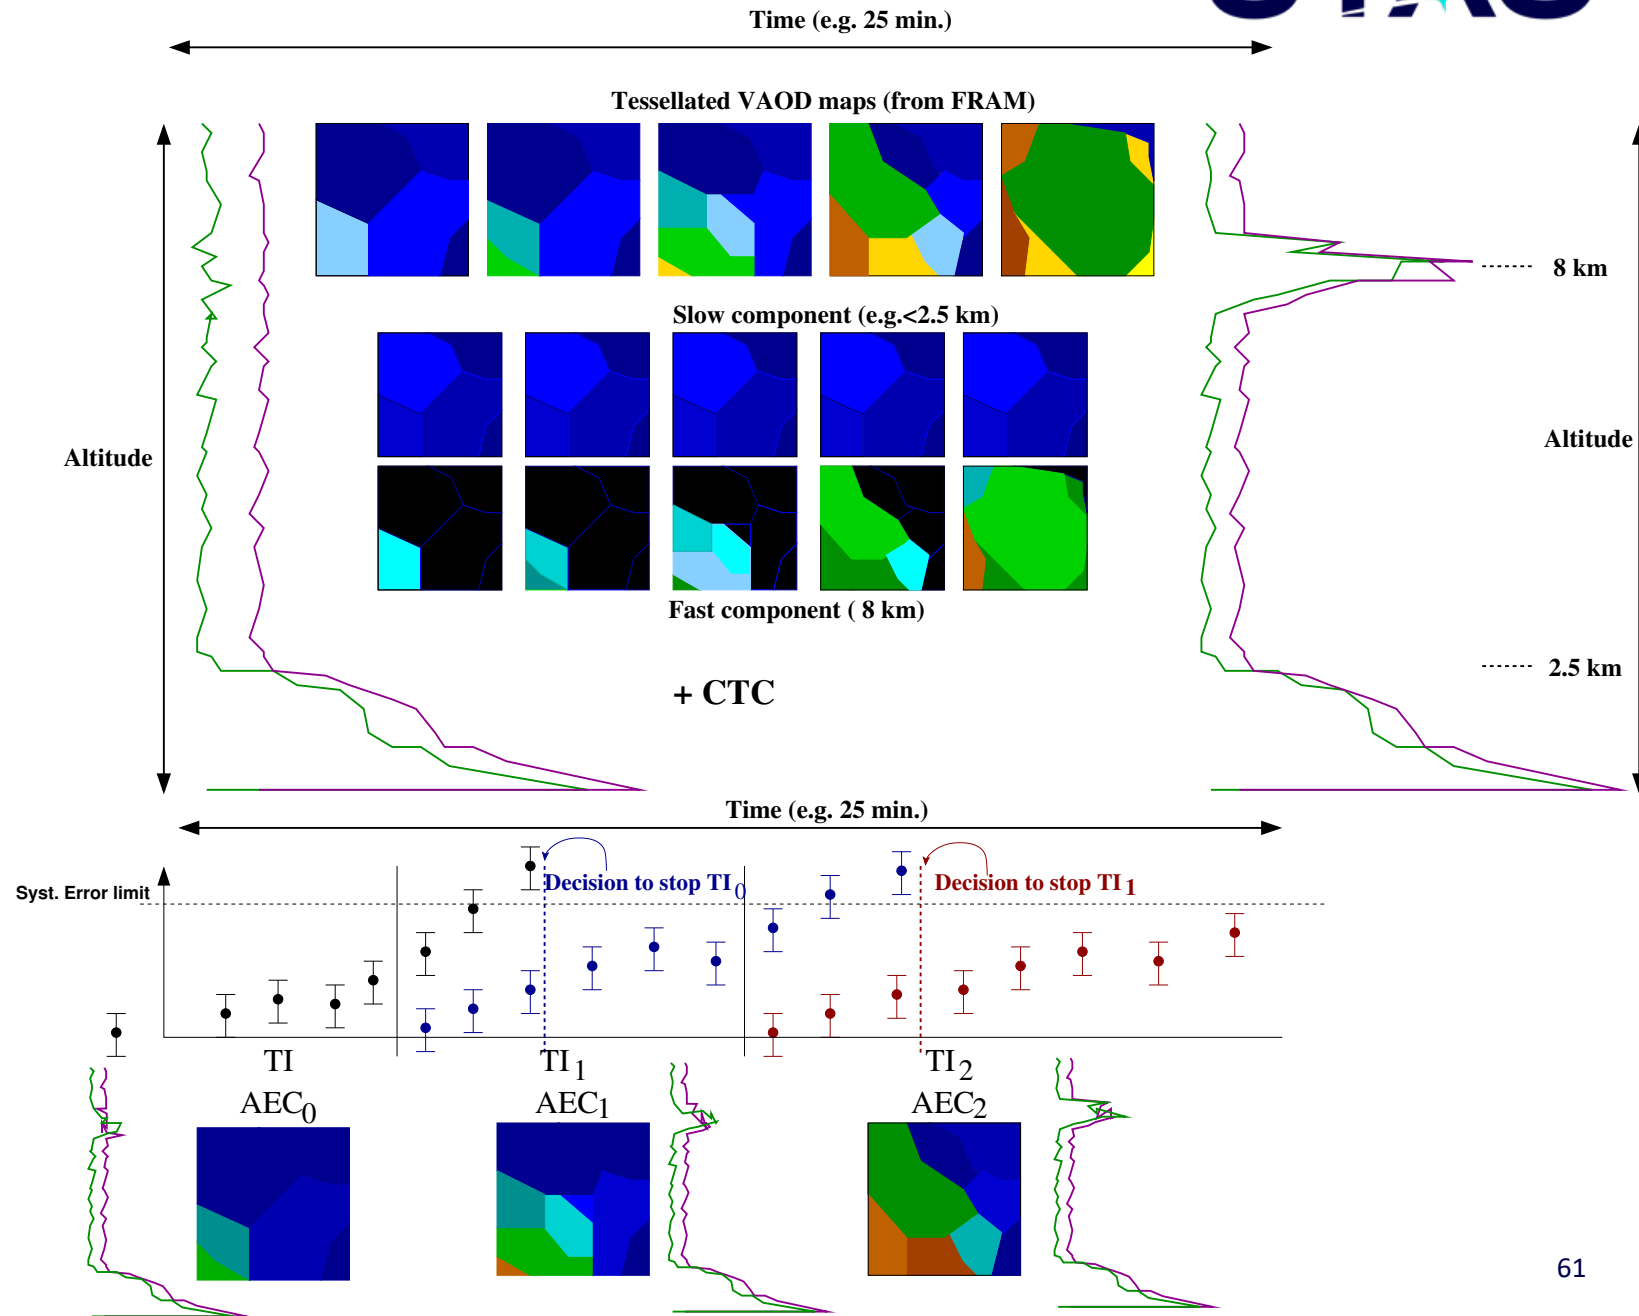 Time (e.g. 25 min.)
Tessellated VAOD maps (from FRAM)
8 km
Slow component (e.g.<2.5 km)
Altitude
Altitude
Fast component ( 8 km)
2.5 km
+ CTC
Time (e.g. 25 min.)
Syst. Error limit
Decision to stop TI0
Decision to stop TI1
TI
TI1
TI2
AEC0
AEC1
AEC2
61